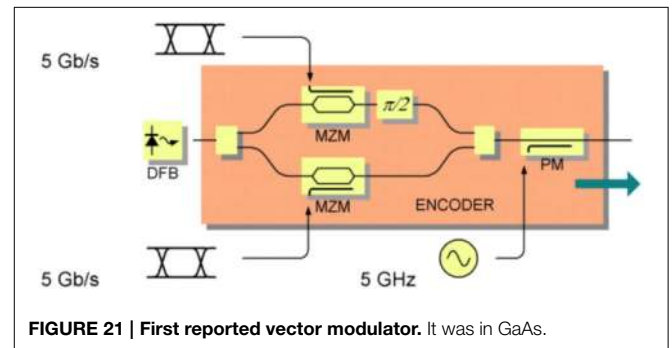 5 Gb/s
π/2
MZM
DFB
PM
MZM
ENCODER
5 Gb/s
5 GHz
FIGURE 21 | First reported vector modulator. It was in GaAs.